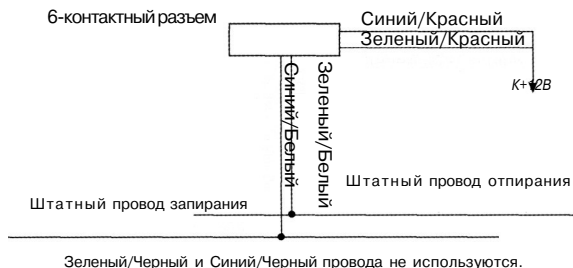 6-контактный разъем
Синий/Красный
Зеленый/Красный
К+12В
Синий/Белый
Зеленый/Белый
Штатный провод отпирания
Штатный провод запирания
Зеленый/Черный и Синий/Черный провода не используются.